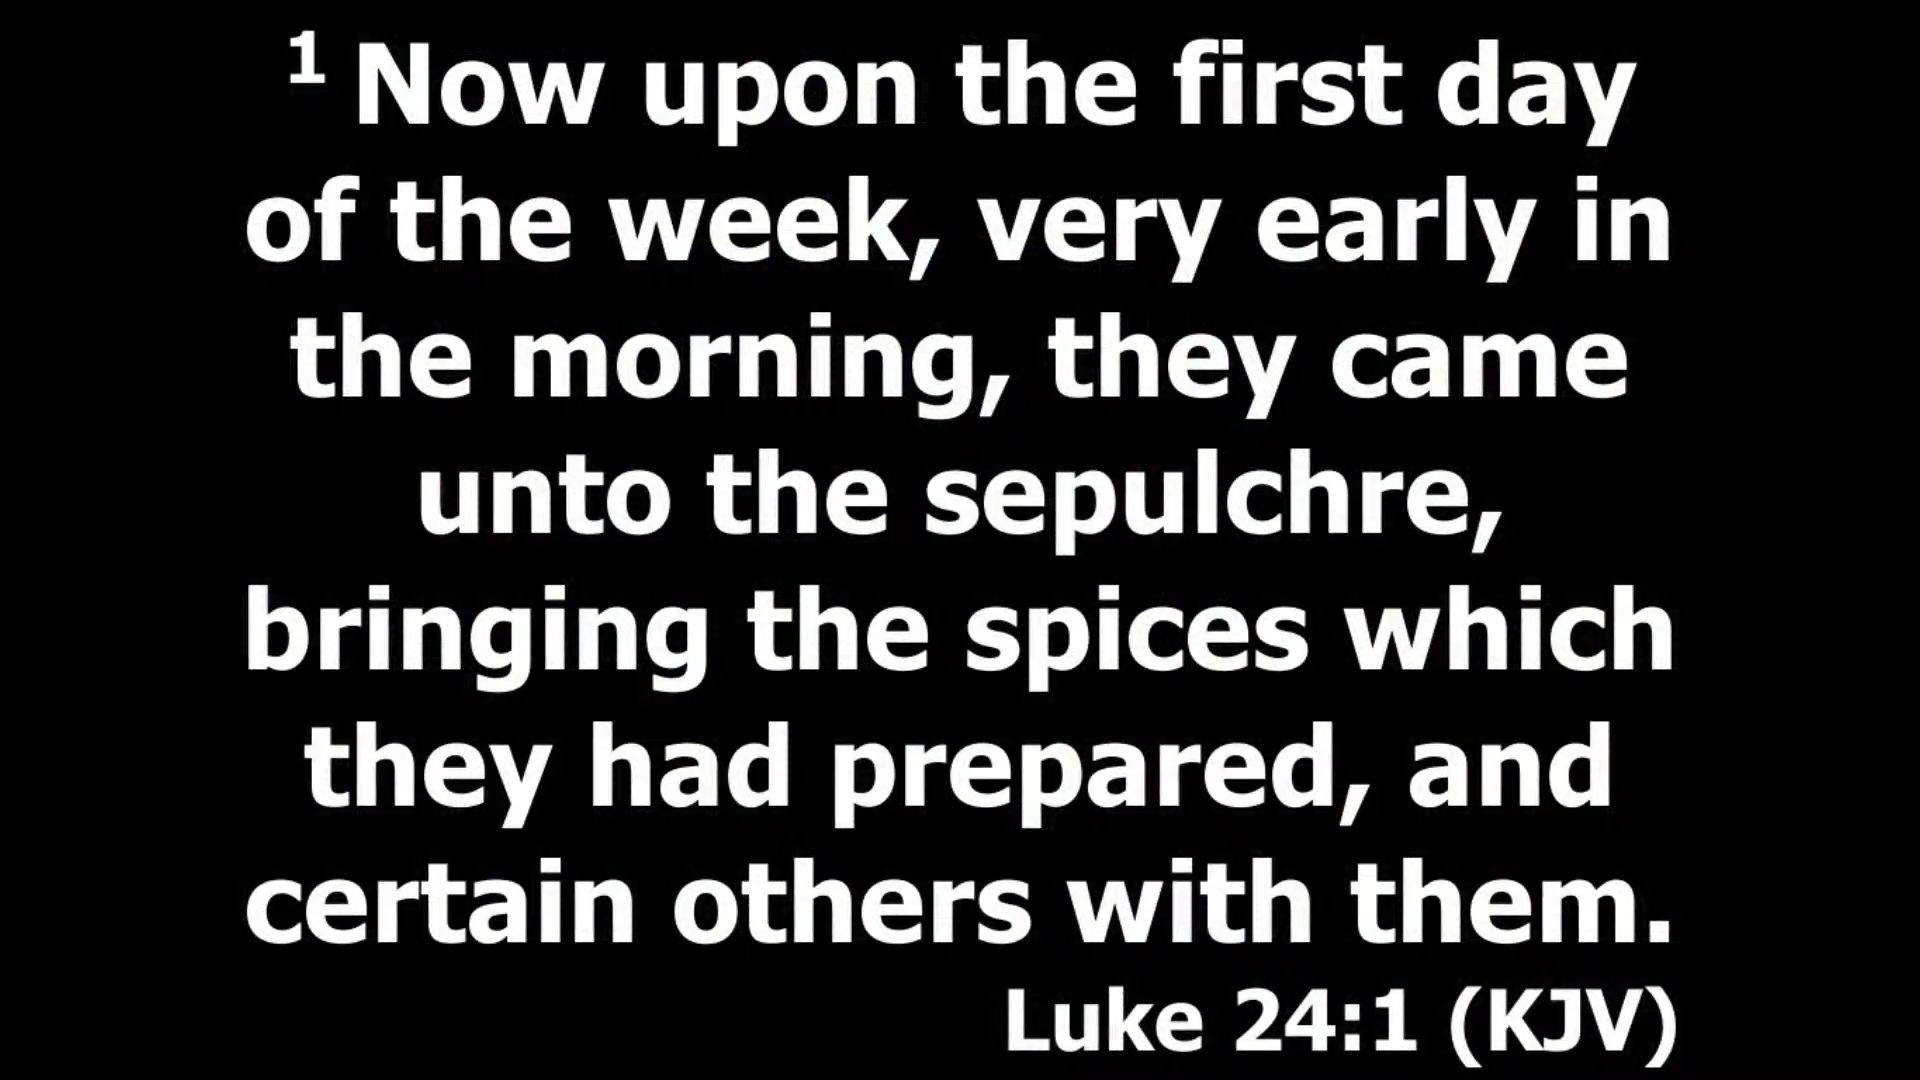 1 Now upon the first day
of the week, very early in
the morning, they came
unto the sepulchre,
bringing the spices which
they had prepared, and
certain others with them.
Luke 24:1 (KJV)